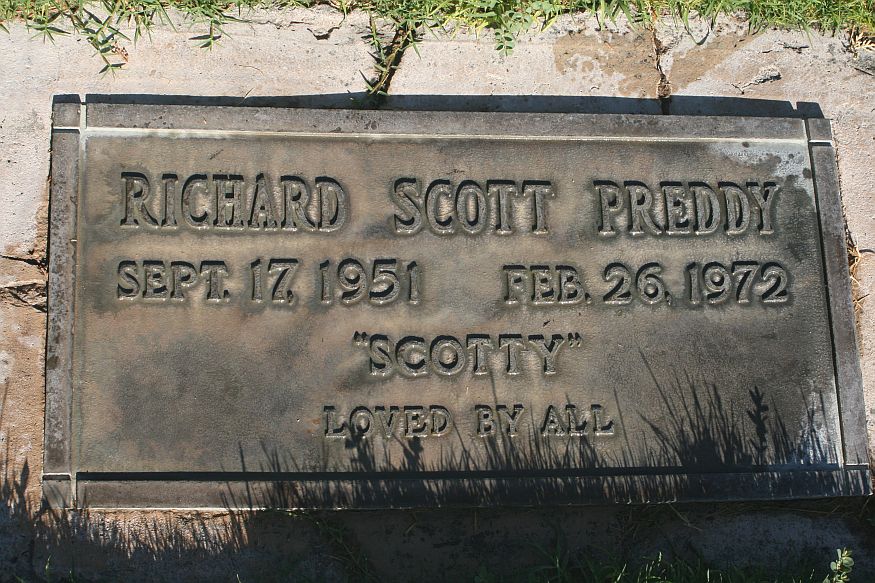 RICHARD SCOTT PREDDY
SEPT. 17, 1951 FEB. 26, 1972
"SCOTTY"
LOVED BY ALL